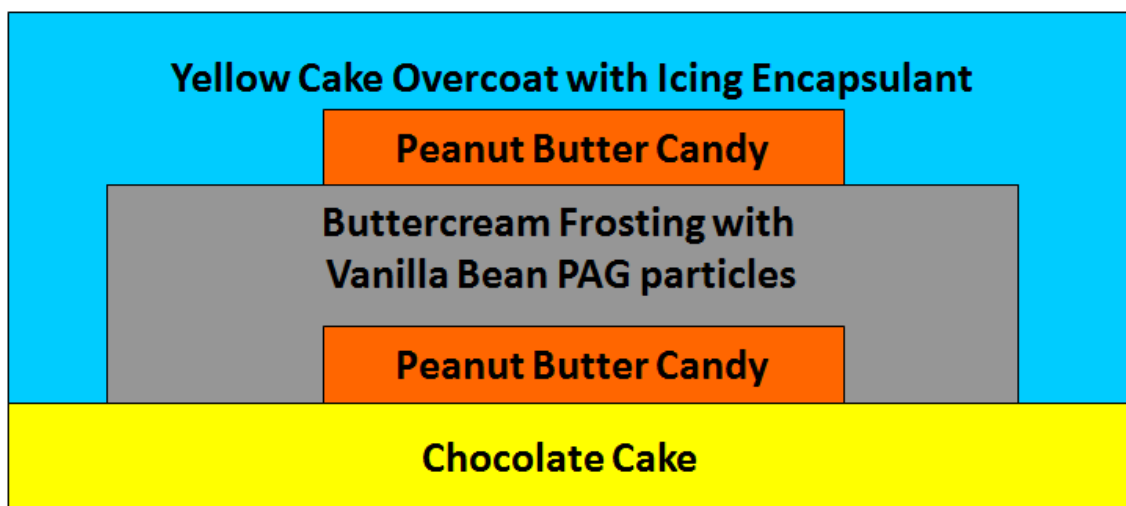 Yellow Cake Overcoat with Icing Encapsulant
Peanut Butter Candy
Buttercream Frosting with
Vanilla Bean PAG particles
Peanut Butter Candy
Chocolate Cake